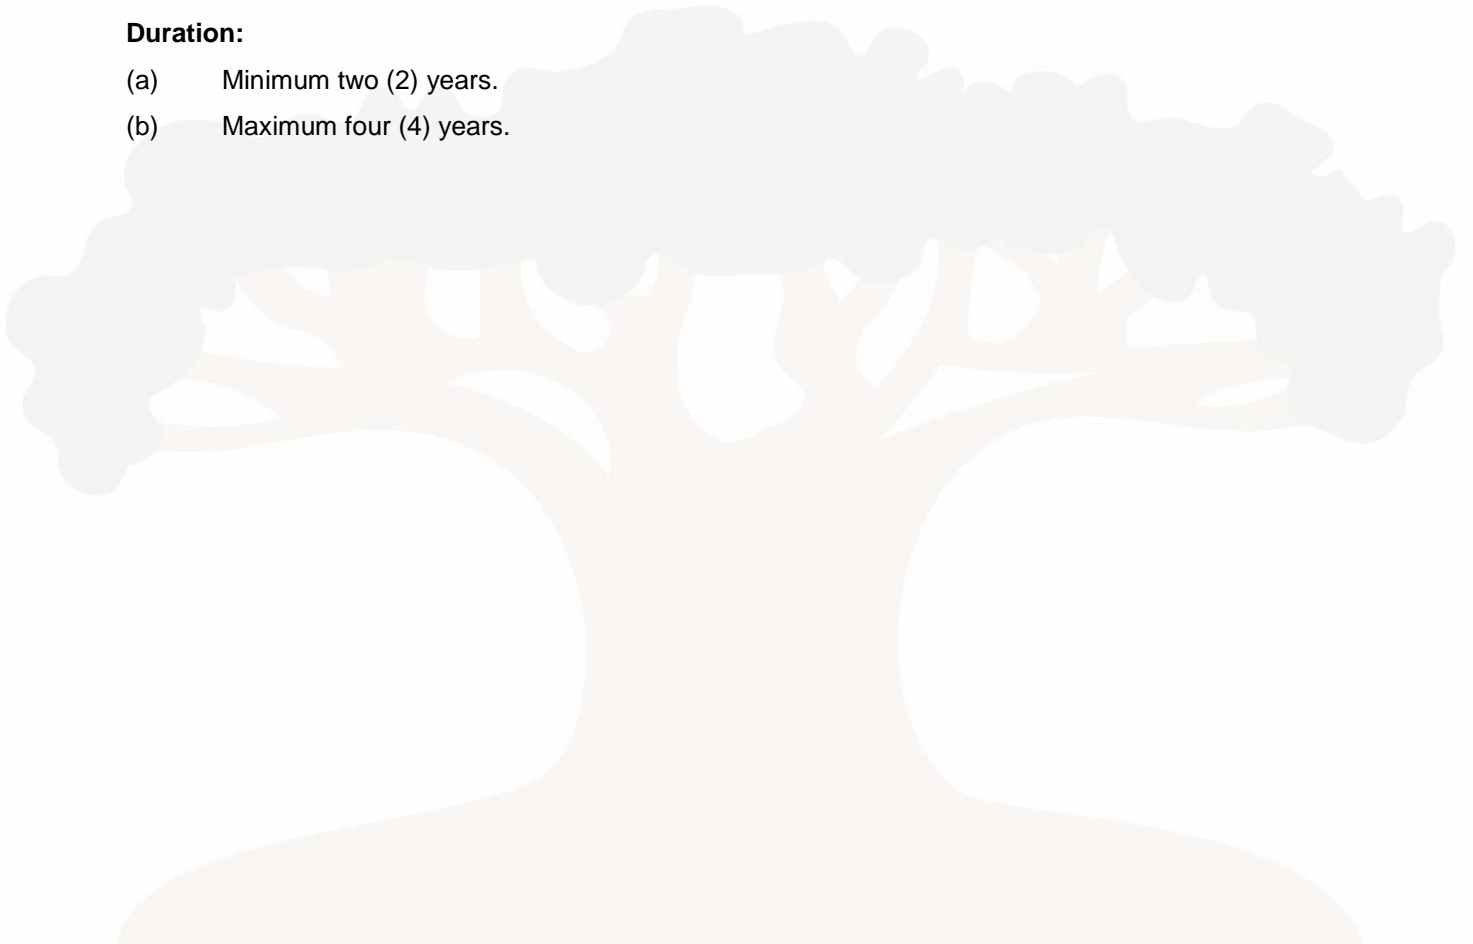 Duration:
(a) Minimum two (2) years.
(b) Maximum four (4) years.